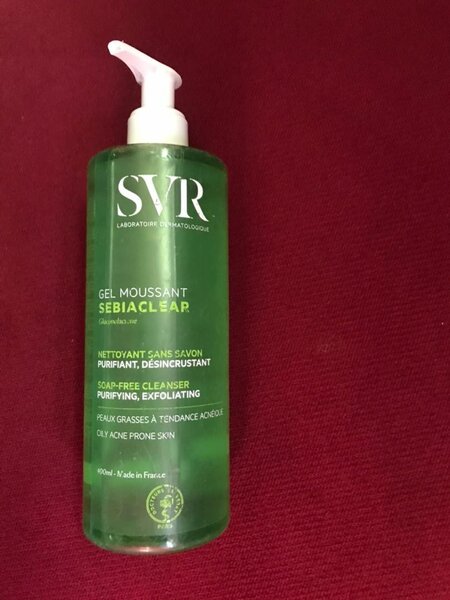 SVR
LABORATOIRE DERMATOLOGIQUE
GEL MOUSSANT
SEBIACLEAR
Gluconolactone
NETTOYANT SANS SAVON
PURIFIANT, DÉSINCRUSTANT
SOAP-FREE CLEANSER
PURIFYING, EXFOLIATING
PEAUX GRASSES À TENDANCE ACNÉIQUE
OILY ACNE PRONE SKIN
400ml - Made in France